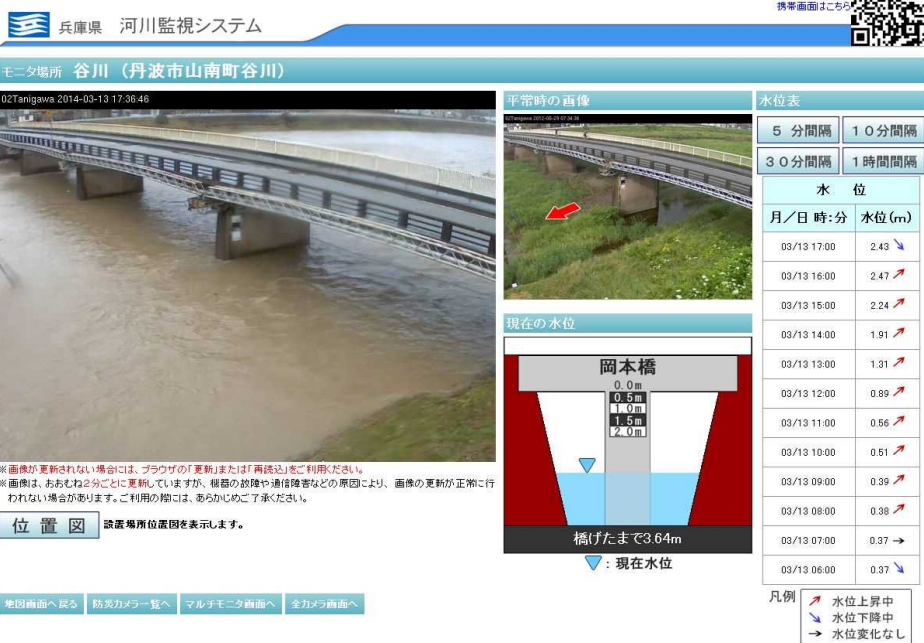 携帯画面はこちら
兵庫県 河川監視システム
モニタ場所 谷川（丹波市山南町谷川）
02Tanigawa 2014-03-13 17:36:46
※画像が更新されない場合には、ブラウザの「更新」または「再読込」をご利用ください。
※画像は、おおむね2分ごとに更新していますが、機器の故障や通信障害などの原因により、画像の更新が正常に行
われない場合があります。ご利用の際には、あらかじめご了承ください。
位 置 図 設置場所位置図を表示します。
地図画面へ戻る 防災カメラ一覧へ マルチモニタ画面へ 全カメラ画面へ
平常時の画像
現在の水位
岡本橋
0.0m
0.5m
1.0m
1.5m
2.0m
橋げたまで3.64m
▽：現在水位
水位表
5 分間隔 10分間隔
30分間隔 1時間間隔
水 位
月／日 時:分 水位(m)
03/13 17:00 2.43 ↘
03/13 16:00 2.47 ↗
03/13 15:00 2.24 ↗
03/13 14:00 1.91 ↗
03/13 13:00 1.31 ↗
03/13 12:00 0.89 ↗
03/13 11:00 0.56 ↗
03/13 10:00 0.51 ↗
03/13 09:00 0.39 ↗
03/13 08:00 0.38 ↗
03/13 07:00 0.37 →
03/13 06:00 0.37 ↘
凡例
↗ 水位上昇中
↘ 水位下降中
→ 水位変化なし